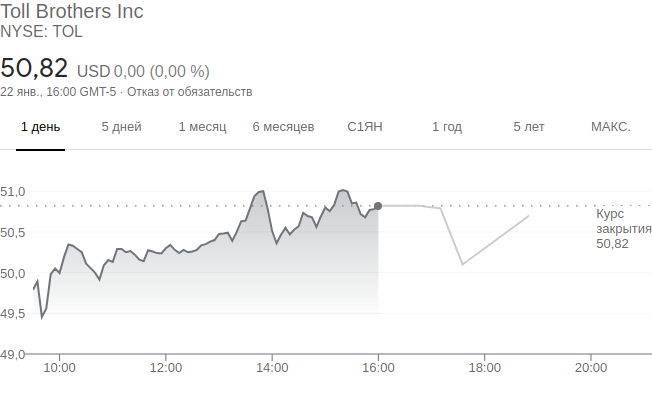 Toll Brothers Inc
NYSE: TOL
50,82 USD 0,00 (0,00 %)
22 янв., 16:00 GMT-5 · Отказ от обязательств
1 день 5 дней 1 месяц 6 месяцев С1ЯН 1 год 5 лет МАКС.
51,0
50,5
50,0
49,5
49,0
Курс
закрытия
50,82
10:00 12:00 14:00 16:00 18:00 20:00